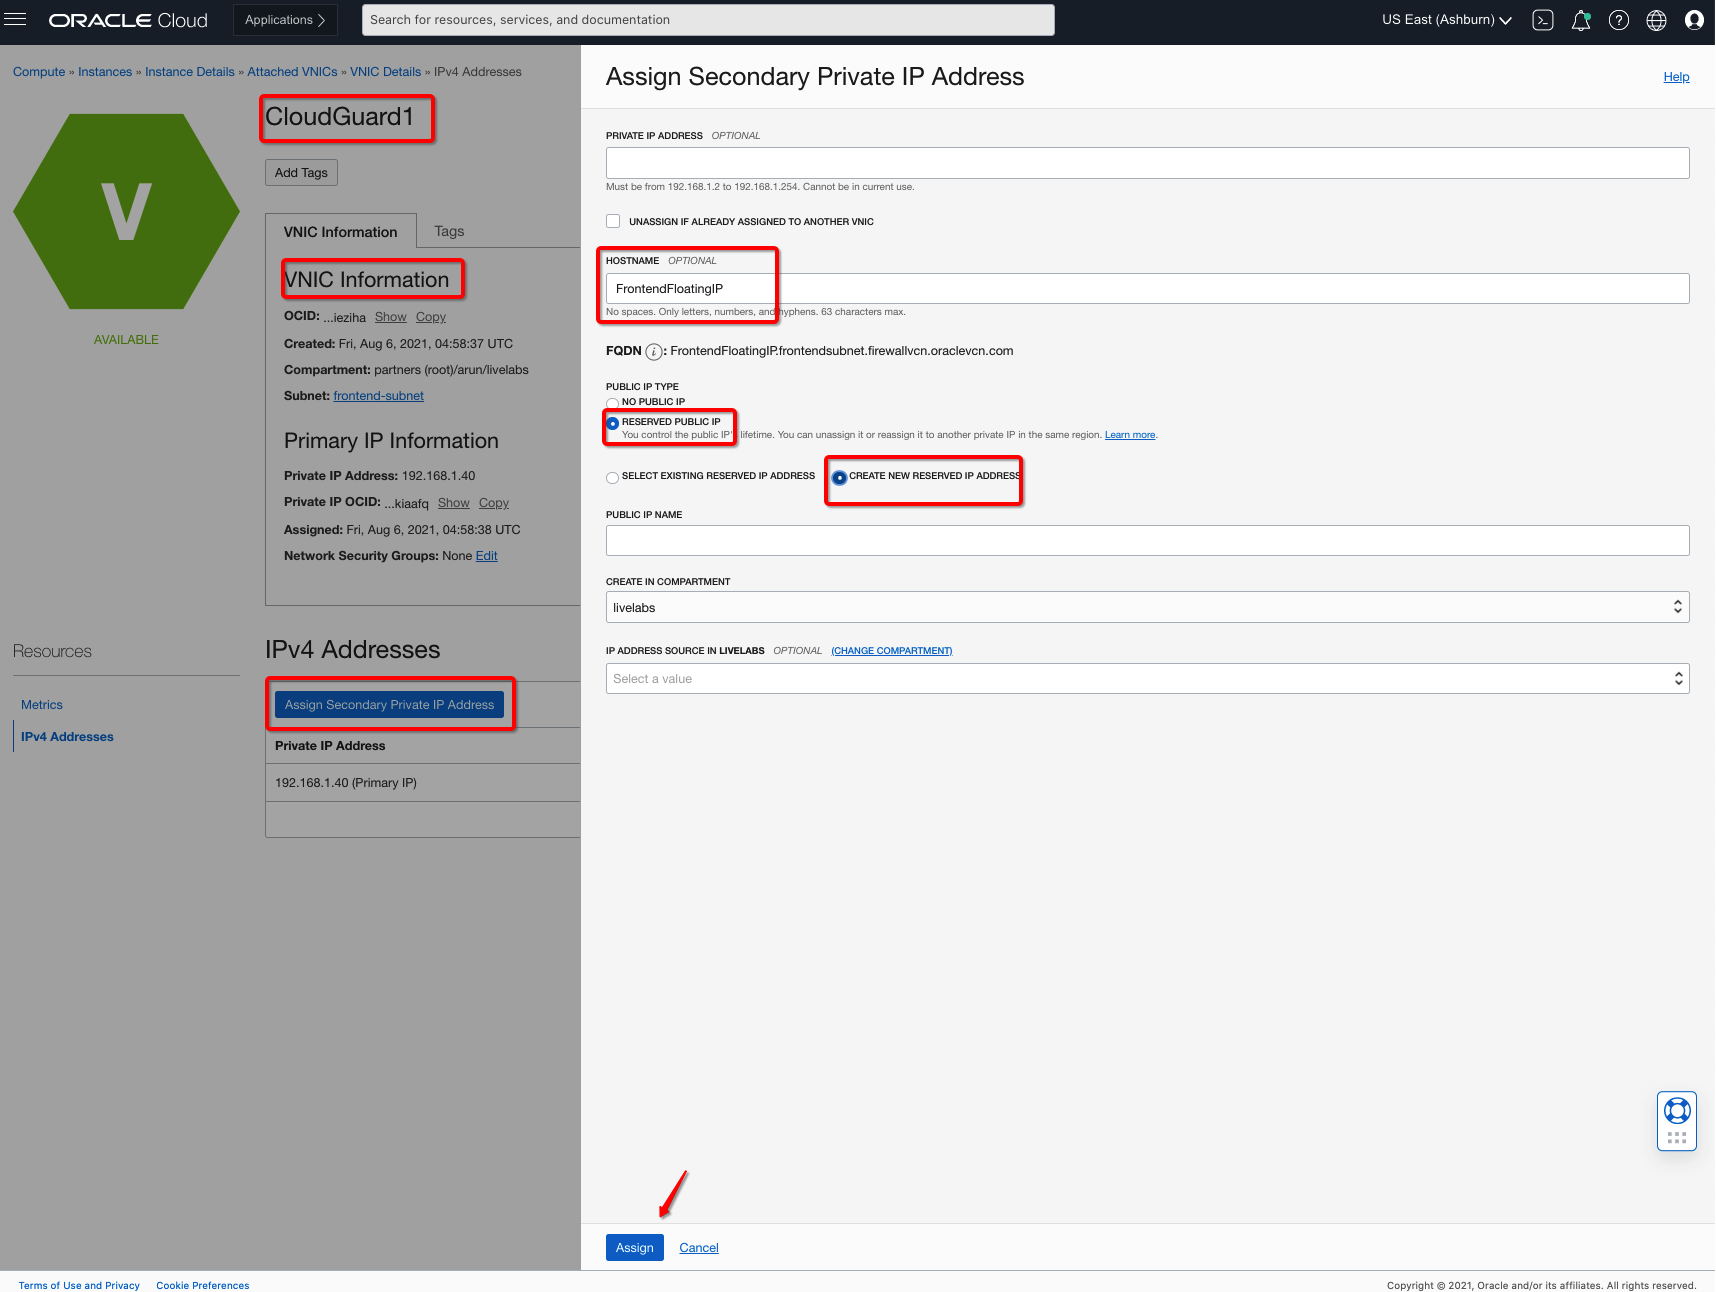 ORACLE Cloud
Applications
Search for resources, services, and documentation
US East (Ashburn)
Compute » Instances » Instance Details » Attached VNICs » VNIC Details » IPv4 Addresses
V
AVAILABLE
CloudGuard1
Add Tags
VNIC Information
Tags
VNIC Information
OCID: ...ieziha Show Copy
Created: Fri, Aug 6, 2021, 04:58:37 UTC
Compartment: partners (root)/arun/livelabs
Subnet: frontend-subnet
Primary IP Information
Private IP Address: 192.168.1.40
Private IP OCID: ...kiaafq Show Copy
Assigned: Fri, Aug 6, 2021, 04:58:38 UTC
Network Security Groups: None Edit
Resources
Metrics
IPv4 Addresses
IPv4 Addresses
Assign Secondary Private IP Address
Private IP Address
192.168.1.40 (Primary IP)
Assign Secondary Private IP Address
Help
PRIVATE IP ADDRESS OPTIONAL
Must be from 192.168.1.2 to 192.168.1.254. Cannot be in current use.
UNASSIGN IF ALREADY ASSIGNED TO ANOTHER VNIC
HOSTNAME OPTIONAL
FrontendFloatingIP
No spaces. Only letters, numbers, and hyphens. 63 characters max.
FQDN i : FrontendFloatingIP.frontendsubnet.firewallvcn.oraclevcn.com
PUBLIC IP TYPE
NO PUBLIC IP
RESERVED PUBLIC IP
You control the public IP's lifetime. You can unassign it or reassign it to another private IP in the same region. Learn more.
SELECT EXISTING RESERVED IP ADDRESS
CREATE NEW RESERVED IP ADDRESS
PUBLIC IP NAME
CREATE IN COMPARTMENT
livelabs
IP ADDRESS SOURCE IN LIVELABS OPTIONAL (CHANGE COMPARTMENT)
Select a value
Assign
Cancel
Terms of Use and Privacy
Cookie Preferences
Copyright © 2021, Oracle and/or its affiliates. All rights reserved.